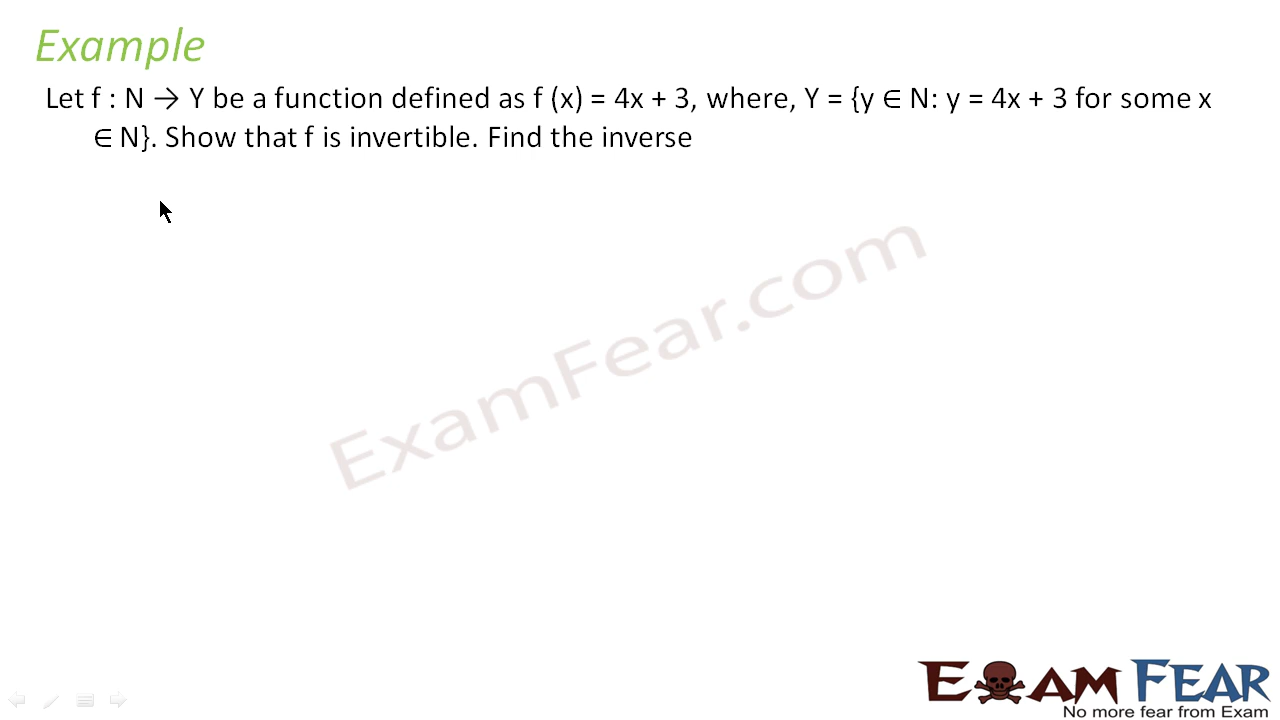 Example
Let f : N → Y be a function defined as f (x) = 4x + 3, where, Y = {y ∈ N: y = 4x + 3 for some x
∈ N}. Show that f is invertible. Find the inverse
ExamFear.com
EXAM FEAR
No more fear from Exam